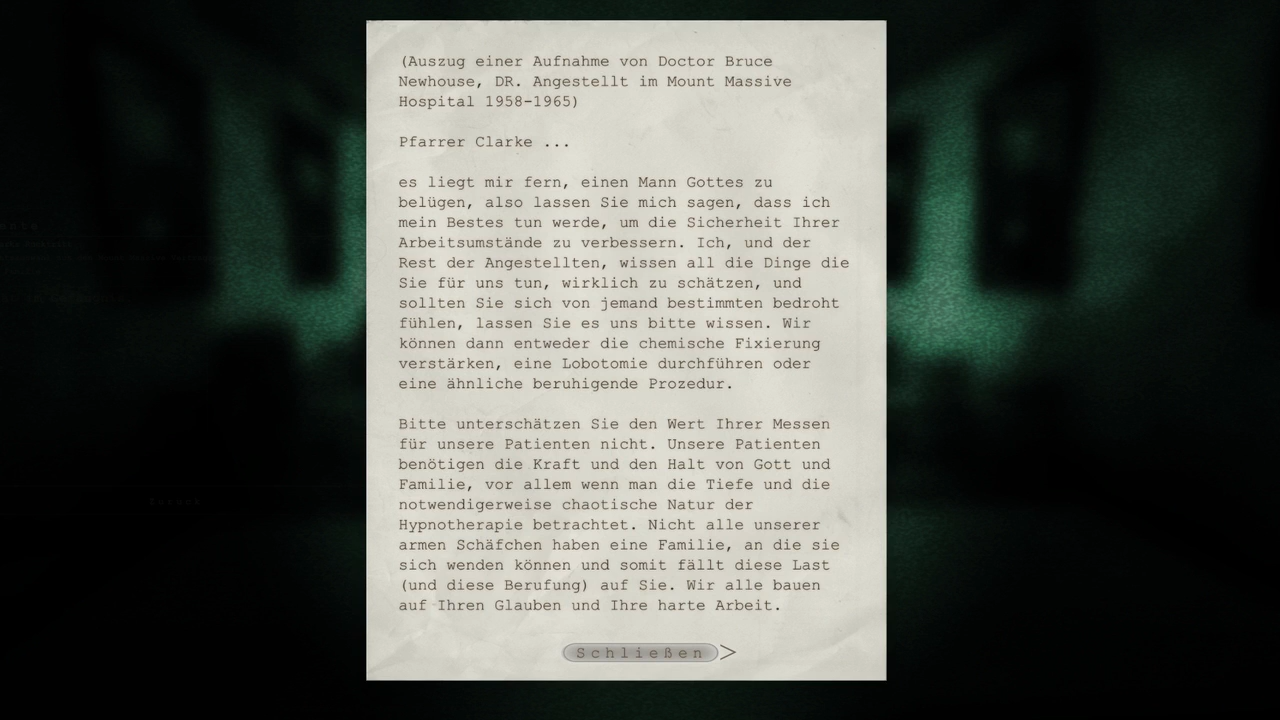 (Auszug einer Aufnahme von Doctor Bruce
Newhouse, DR. Angestellt im Mount Massive
Hospital 1958-1965)
Pfarrer Clarke ...
es liegt mir fern, einen Mann Gottes zu
belügen, also lassen Sie mich sagen, dass ich
mein Bestes tun werde, um die Sicherheit Ihrer
Arbeitsumstände zu verbessern. Ich, und der
Rest der Angestellten, wissen all die Dinge die
Sie für uns tun, wirklich zu schätzen, und
sollten Sie sich von jemand bestimmten bedroht
fühlen, lassen Sie es uns bitte wissen. Wir
können dann entweder die chemische Fixierung
verstärken, eine Lobotomie durchführen oder
eine ähnliche beruhigende Prozedur.
Bitte unterschätzen Sie den Wert Ihrer Messen
für unsere Patienten nicht. Unsere Patienten
benötigen die Kraft und den Halt von Gott und
Familie, vor allem wenn man die Tiefe und die
notwendigerweise chaotische Natur der
Hypnotherapie betrachtet. Nicht alle unserer
armen Schäfchen haben eine Familie, an die sie
sich wenden können und somit fällt diese Last
(und diese Berufung) auf Sie. Wir alle bauen
auf Ihren Glauben und Ihre harte Arbeit.
Schließen >